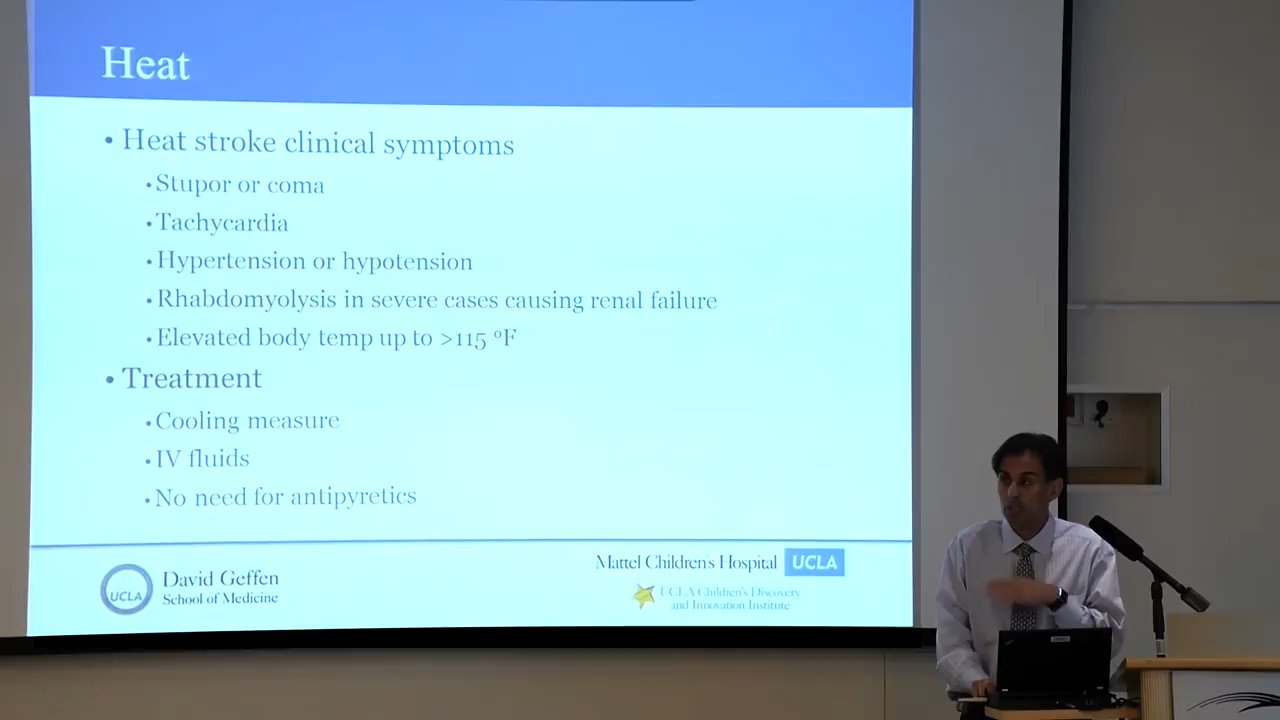 Heat
• Heat stroke clinical symptoms
• Stupor or coma
• Tachycardia
• Hypertension or hypotension
• Rhabdomyolysis in severe cases causing renal failure
• Elevated body temp up to >115 ºF
• Treatment
• Cooling measure
• IV fluids
• No need for antipyretics
UCLA
David Geffen
School of Medicine
Mattel Children's Hospital UCLA
UCLA Children's Discovery
and Innovation Institute